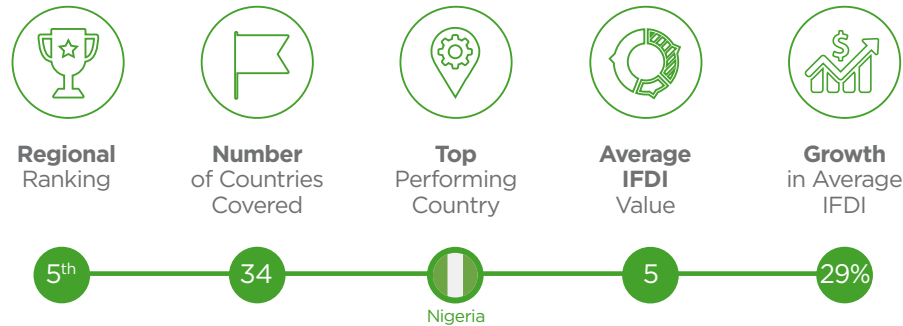 $
Regional
Ranking
Number
of Countries
Covered
Top
Performing
Country
Average
IFDI
Value
Growth
in Average
IFDI
5th
34
Nigeria
5
29%